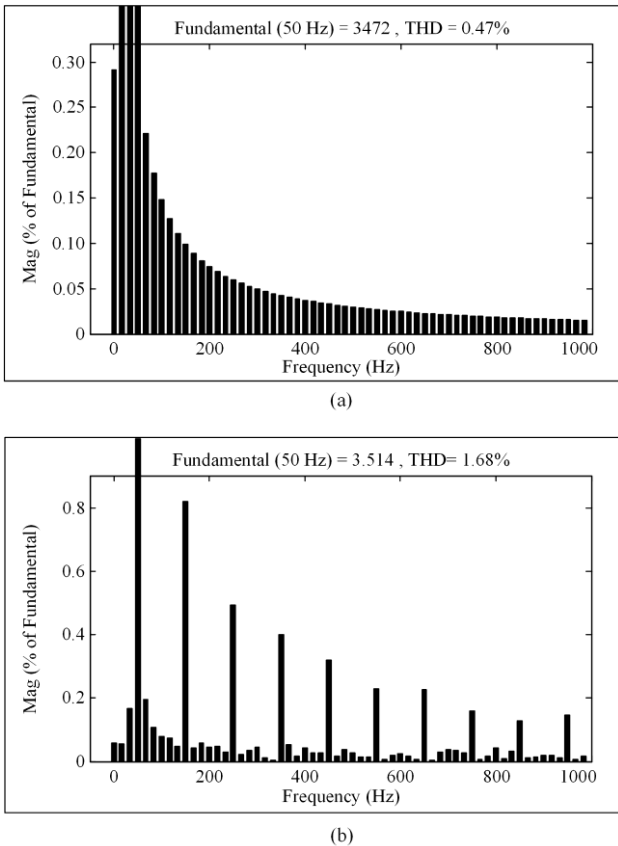 Fundamental (50 Hz) = 3472 , THD = 0.47%
Mag (% of Fundamental)
0.30
0.25
0.20
0.15
0.10
0.05
0
0 200 400 600 800 1000
Frequency (Hz)
(a)
Fundamental (50 Hz) = 3.514 , THD= 1.68%
Mag (% of Fundamental)
0.8
0.6
0.4
0.2
0
0 200 400 600 800 1000
Frequency (Hz)
(b)